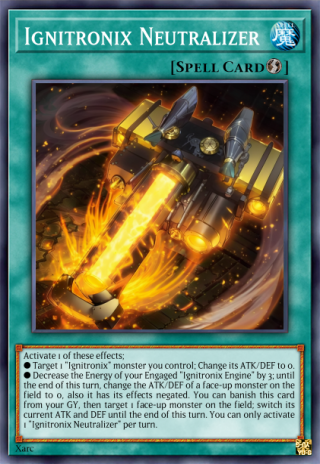 Ignitronix Neutralizer
魔
[Spell Card]
Activate 1 of these effects;
● Target 1 "Ignitronix" monster you control; Change its ATK/DEF to 0.
● Decrease the Energy of your Engaged "Ignitronix Engine" by 3; until
the end of this turn, change the ATK/DEF of a face-up monster on the
field to 0, also it has its effects negated. You can banish this card
from your GY, then target 1 face-up monster on the field; switch its
current ATK and DEF until the end of this turn. You can only activate
1 "Ignitronix Neutralizer" per turn.
Xarc